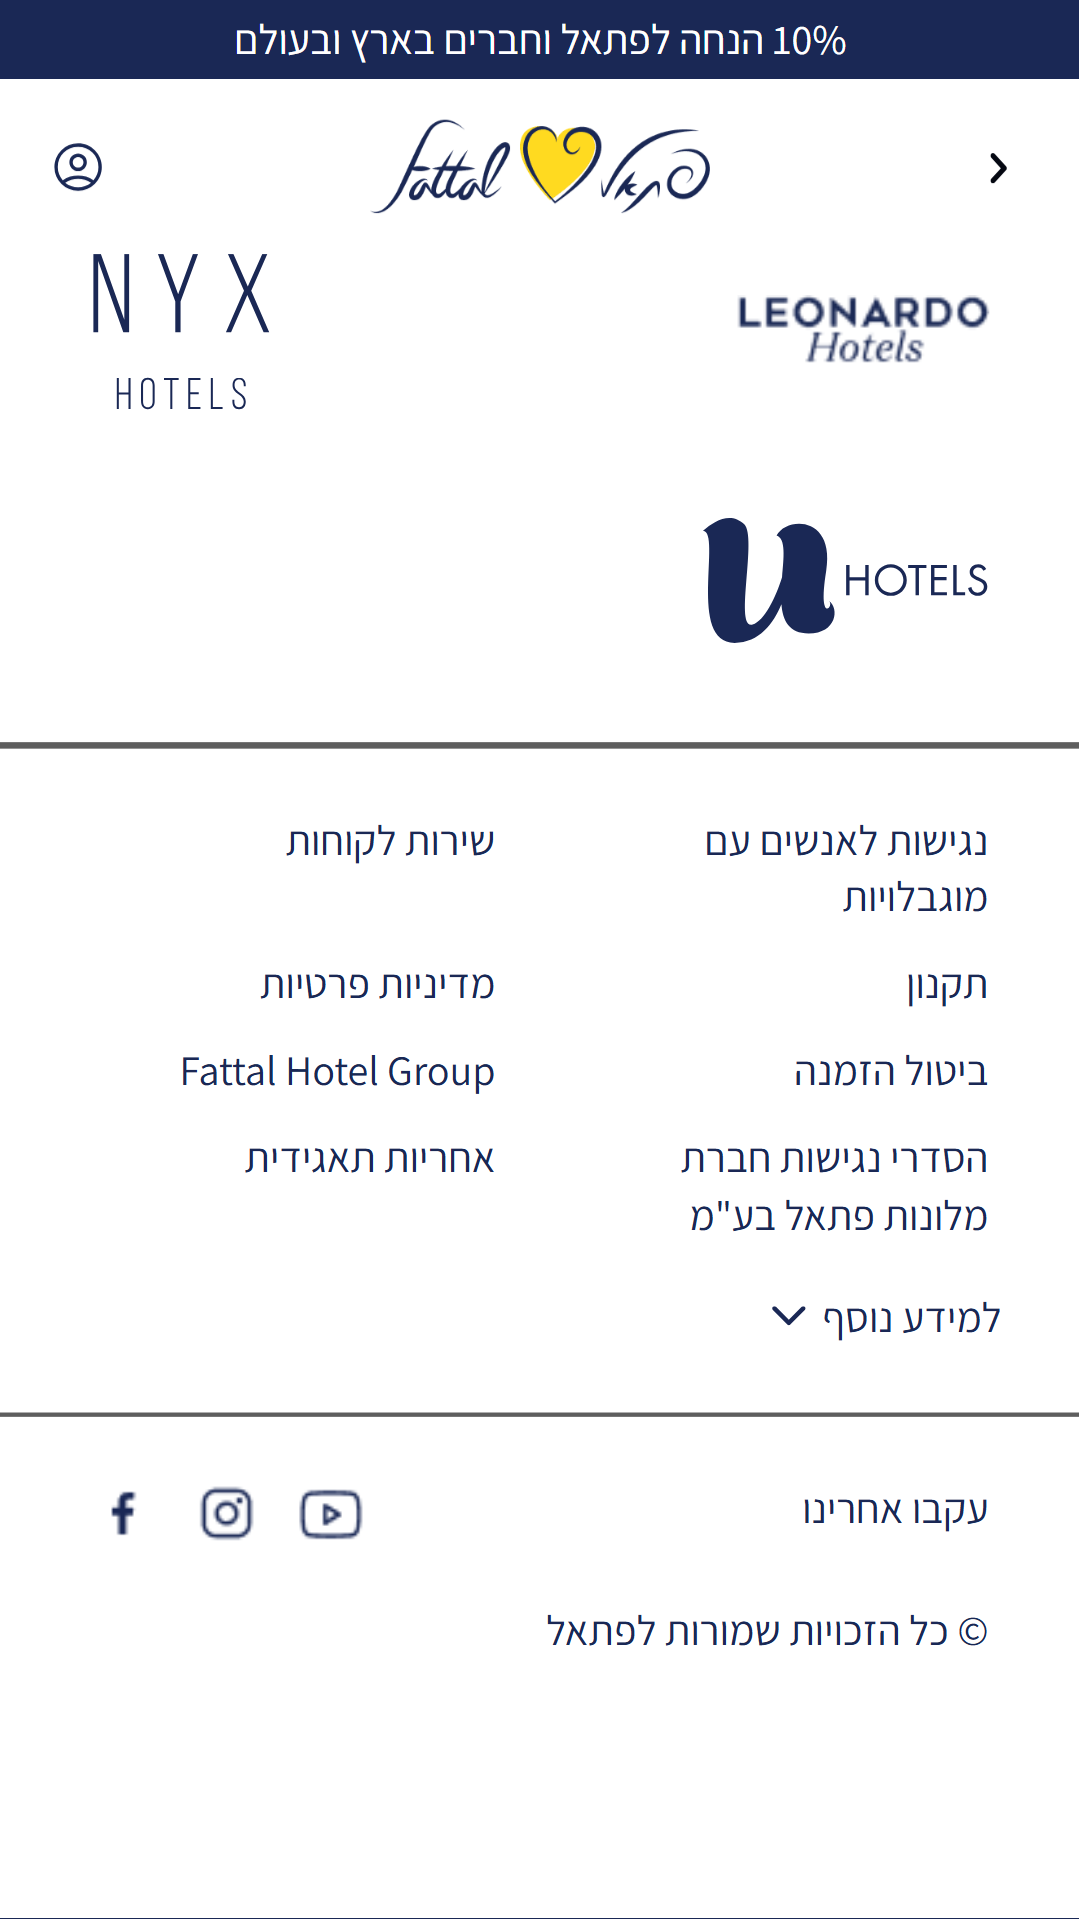 10% הנחה לפתאל וחברים בארץ ובעולם
פתאל Fattal
LEONARDO
Hotels
NYX
HOTELS
u HOTELS
נגישות לאנשים עם
מוגבלויות
שירות לקוחות
תקנון
מדיניות פרטיות
ביטול הזמנה
Fattal Hotel Group
הסדרי נגישות חברת
מלונות פתאל בע"מ
אחריות תאגידית
למידע נוסף
עקבו אחרינו
© כל הזכויות שמורות לפתאל